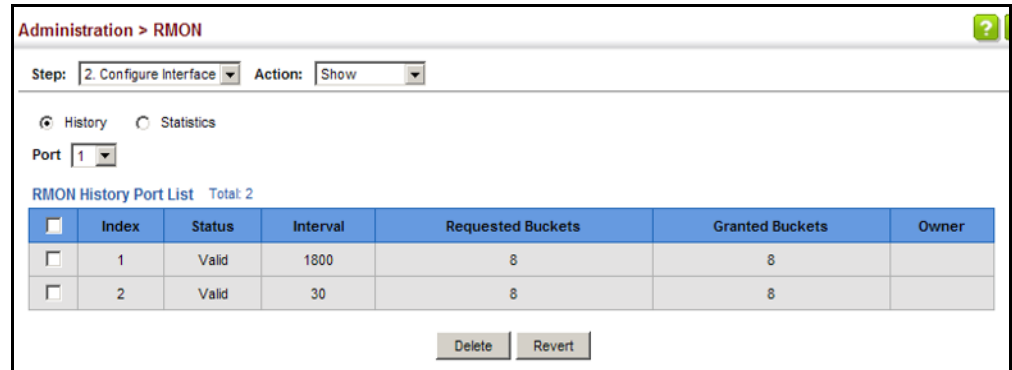 Administration > RMON
?
Step: 2. Configure Interface Action: Show
History Statistics
Port 1
RMON History Port List Total: 2
Index Status Interval Requested Buckets Granted Buckets Owner
1 Valid 1800 8 8
2 Valid 30 8 8
Delete Revert